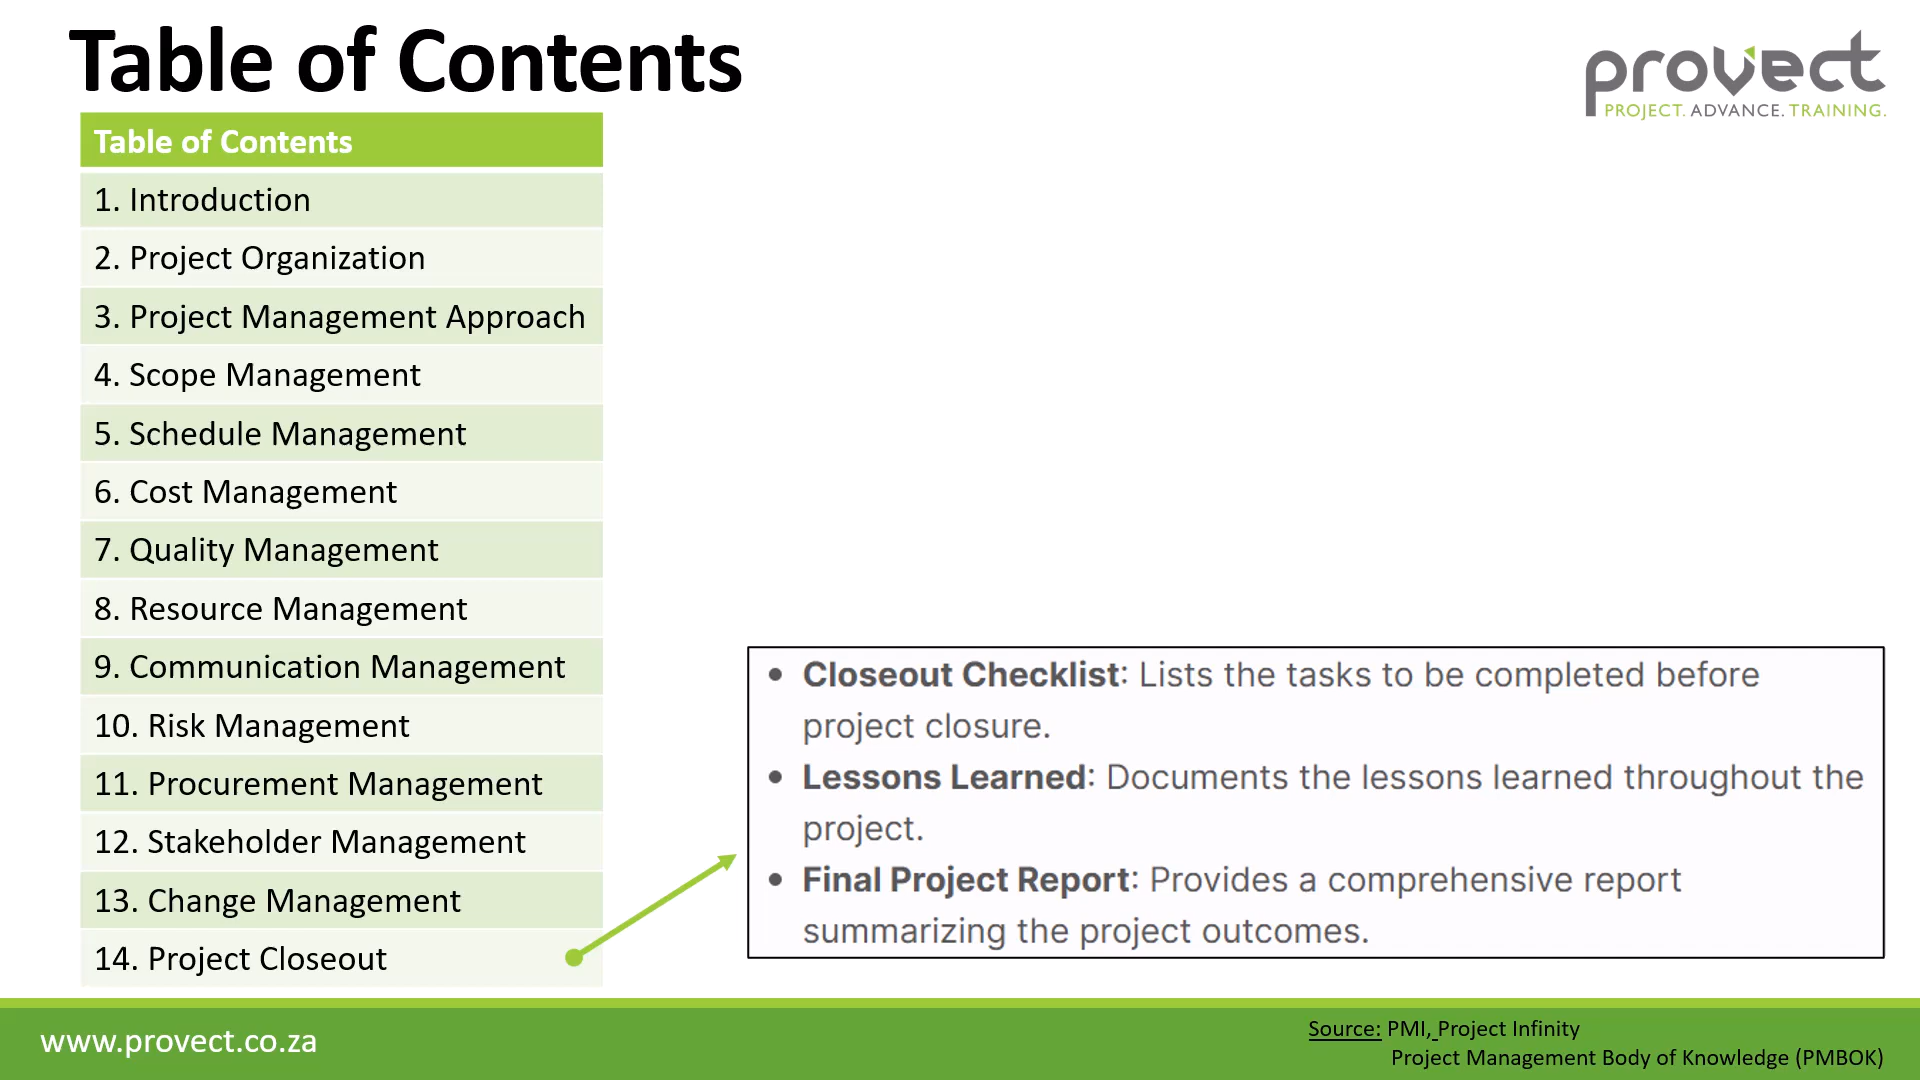 Table of Contents
provect
PROJECT. ADVANCE. TRAINING.
Table of Contents
1. Introduction
2. Project Organization
3. Project Management Approach
4. Scope Management
5. Schedule Management
6. Cost Management
7. Quality Management
8. Resource Management
9. Communication Management
10. Risk Management
11. Procurement Management
12. Stakeholder Management
13. Change Management
14. Project Closeout
• Closeout Checklist: Lists the tasks to be completed before
project closure.
• Lessons Learned: Documents the lessons learned throughout the
project.
• Final Project Report: Provides a comprehensive report
summarizing the project outcomes.
www.provect.co.za
Source: PMI, Project Infinity
Project Management Body of Knowledge (PMBOK)